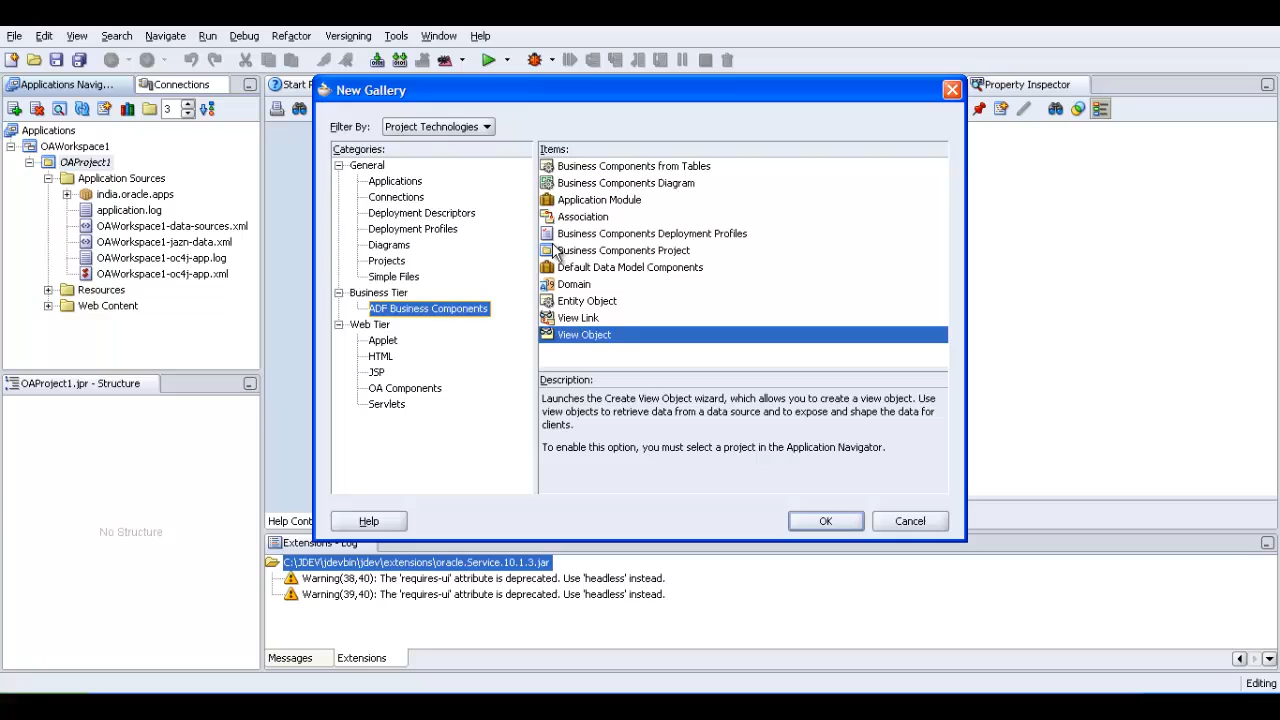 File Edit View Search Navigate Run Debug Refactor Versioning Tools Window Help
Applications Navig...
Connections
Start
3
Applications
OAWorkspace1
OAProject1
Application Sources
india.oracle.apps
application.log
OAWorkspace1-data-sources.xml
OAWorkspace1-jazn-data.xml
OAWorkspace1-oc4j-app.log
OAWorkspace1-oc4j-app.xml
Resources
Web Content
OAProject1.jpr - Structure
No Structure
New Gallery
Filter By: Project Technologies
Categories:
General
Applications
Connections
Deployment Descriptors
Deployment Profiles
Diagrams
Projects
Simple Files
Business Tier
ADF Business Components
Web Tier
Applet
HTML
JSP
OA Components
Servlets
Items:
Business Components from Tables
Business Components Diagram
Application Module
Association
Business Components Deployment Profiles
Business Components Project
Default Data Model Components
Domain
Entity Object
View Link
View Object
Description:
Launches the Create View Object wizard, which allows you to create a view object. Use
view objects to retrieve data from a data source and to expose and shape the data for
clients.
To enable this option, you must select a project in the Application Navigator.
Help
OK
Cancel
Property Inspector
Help Cont
Extensions - Log
C:\JDEV\jdevbin\jdev\extensions\oracle.Service.10.1.3.jar
Warning(38,40): The 'requires-ui' attribute is deprecated. Use 'headless' instead.
Warning(39,40): The 'requires-ui' attribute is deprecated. Use 'headless' instead.
Messages
Extensions
Editing